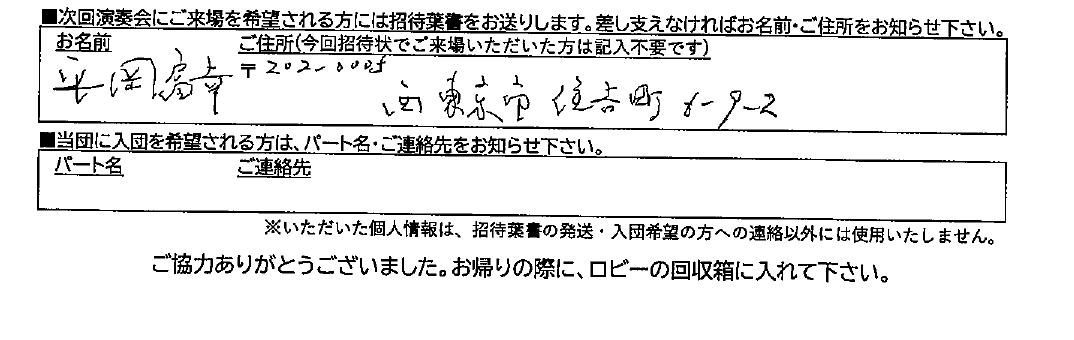 ■次回演奏会にご来場を希望される方には招待葉書をお送りします。差し支えなければお名前・ご住所をお知らせ下さい。
お名前 ご住所(今回招待状でご来場いただいた方は記入不要です)
平岡 〒202-0005
西東京市 住吉町 6-9-2
■当団に入団を希望される方は、パート名・ご連絡先をお知らせ下さい。
パート名 ご連絡先
※いただいた個人情報は、招待葉書の発送・入団希望の方への連絡以外には使用いたしません。
ご協力ありがとうございました。お帰りの際に、ロビーの回収箱に入れて下さい。